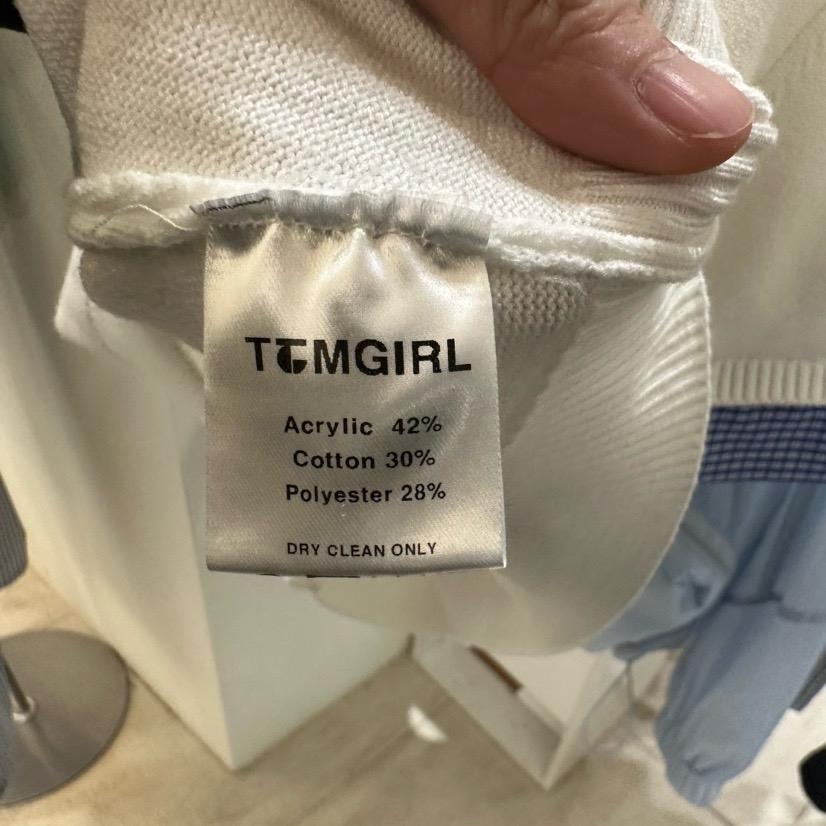 TOMGIRL
Acrylic 42%
Cotton 30%
Polyester 28%
DRY CLEAN ONLY